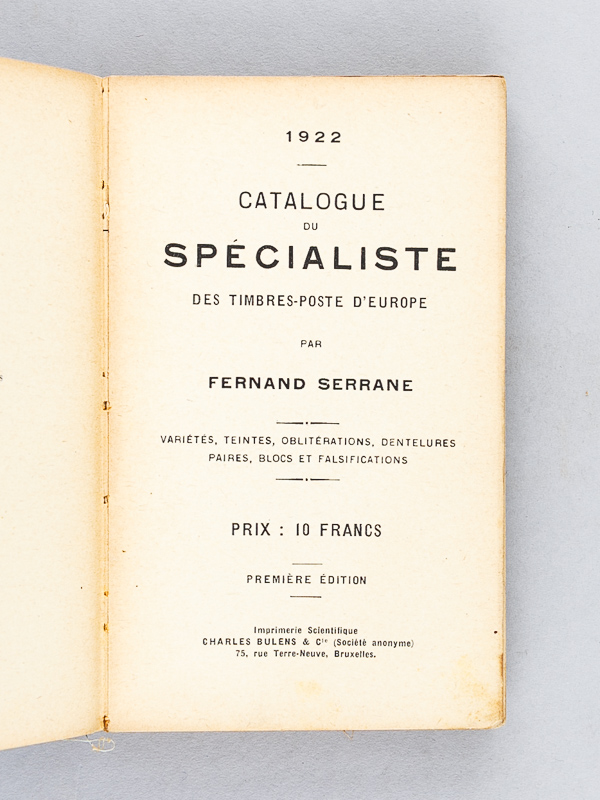 1922
CATALOGUE
DU
SPÉCIALISTE
DES TIMBRES-POSTE D'EUROPE
PAR
FERNAND SERRANE
VARIÉTÉS, TEINTES, OBLITÉRATIONS, DENTELURES
PAIRES, BLOCS ET FALSIFICATIONS
PRIX : 10 FRANCS
PREMIÈRE ÉDITION
Imprimerie Scientifique
CHARLES BULENS & Cie (Société anonyme)
75, rue Terre-Neuve, Bruxelles.